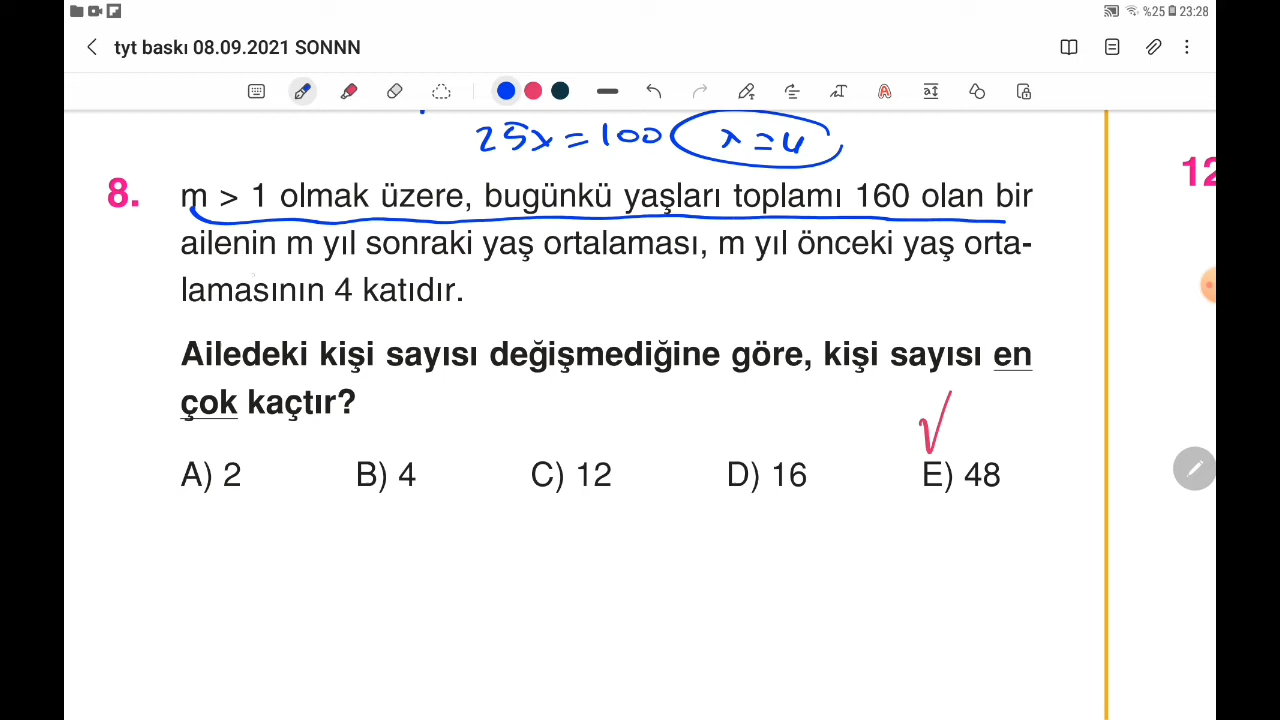 %25 23:28
tyt baskı 08.09.2021 SONNN
25x = 100 x = 4
8. m > 1 olmak üzere, bugünkü yaşları toplamı 160 olan bir
ailenin m yıl sonraki yaş ortalaması, m yıl önceki yaş orta-
lamasının 4 katıdır.
Ailedeki kişi sayısı değişmediğine göre, kişi sayısı en
çok kaçtır?
A) 2 B) 4 C) 12 D) 16 E) 48
12